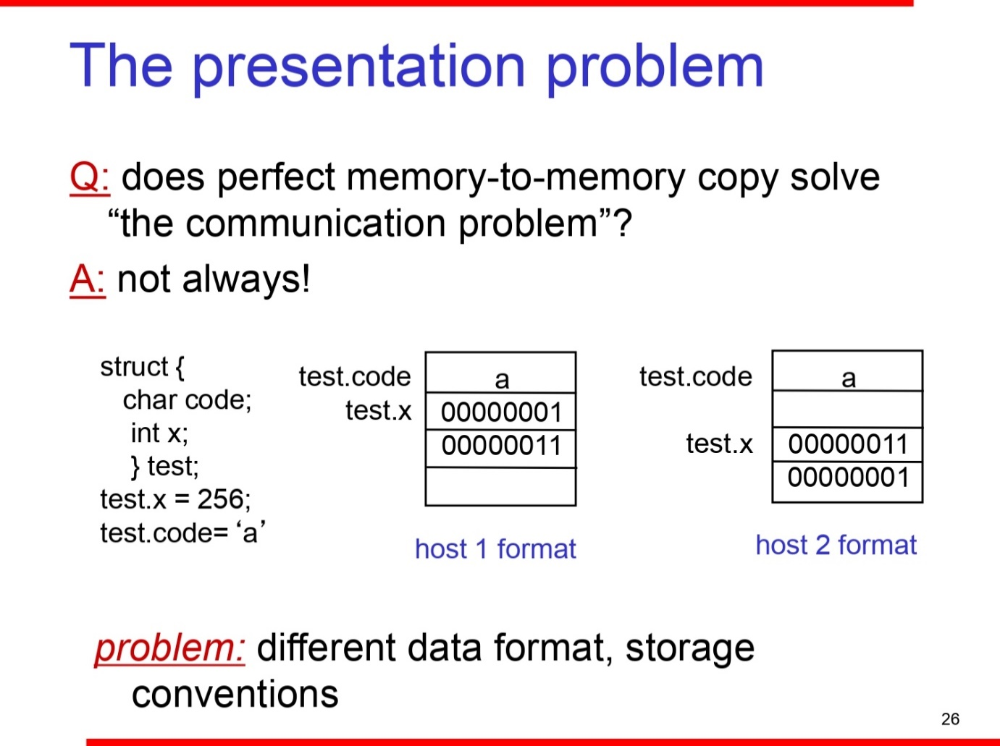 The presentation problem
Q: does perfect memory-to-memory copy solve
“the communication problem”?
A: not always!
struct {
char code;
int x;
} test;
test.x = 256;
test.code= ‘a’
test.code a
test.x 00000001
00000011
host 1 format
test.code a
test.x 00000011
00000001
host 2 format
problem: different data format, storage
conventions
26